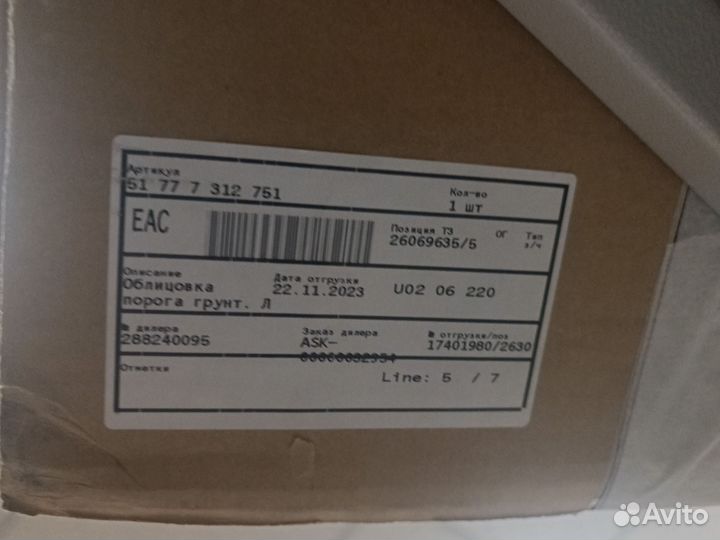 Артикул
51 77 7 312 751
Кол-во
1 шт
EAC
Позиция ТЗ
26069635/5
ОГ
Тип
з/ч
Описание
Облицовка
порога грунт. Л
Дата отгрузки
22.11.2023
U02 06 220
№ дилера
288240095
Заказ дилера
ASK-
№ отгрузки/поз
17401980/2630
Отметки
Line: 5 / 7
Avito